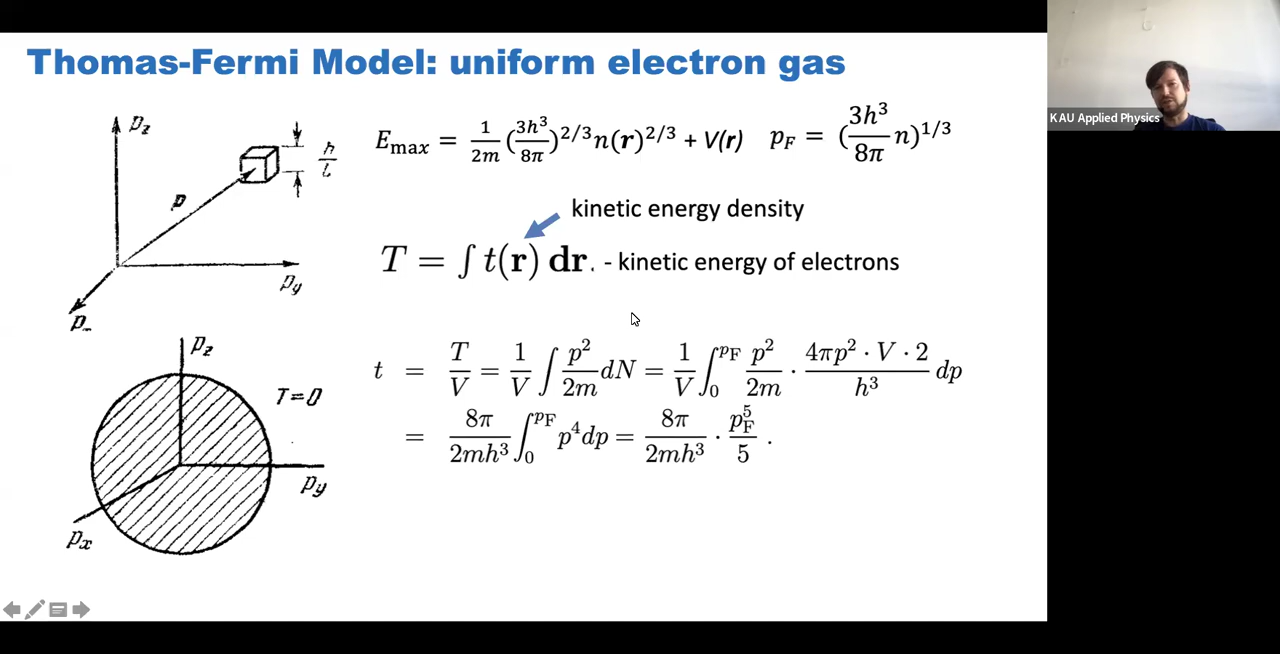 Thomas-Fermi Model: uniform electron gas
p_z
h/L
p
p_y
p_
E_max = 1/2m (3h³/8π)^2/3 n(r)^2/3 + V(r) p_F = (3h³/8π n)^1/3
kinetic energy density
T = ∫ t(r) dr. - kinetic energy of electrons
t = T/V = 1/V ∫ p²/2m dN = 1/V ∫₀^pF p²/2m · 4πp² · V · 2/h³ dp
= 8π/2mh³ ∫₀^pF p⁴dp = 8π/2mh³ · p_F⁵/5 .
p_z
T=0
p_y
p_x
KAU Applied Physics